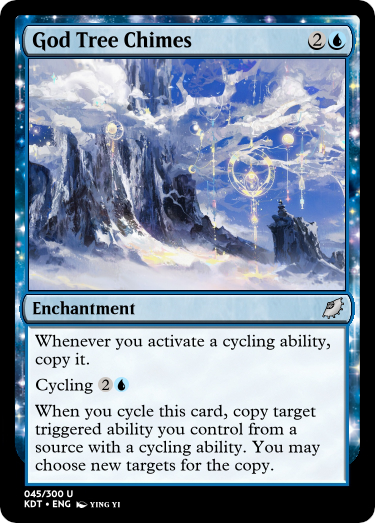 God Tree Chimes 2
Enchantment
Whenever you activate a cycling ability,
copy it.
Cycling 2
When you cycle this card, copy target
triggered ability you control from a
source with a cycling ability. You may
choose new targets for the copy.
045/300 U
KDT • ENG YING YI